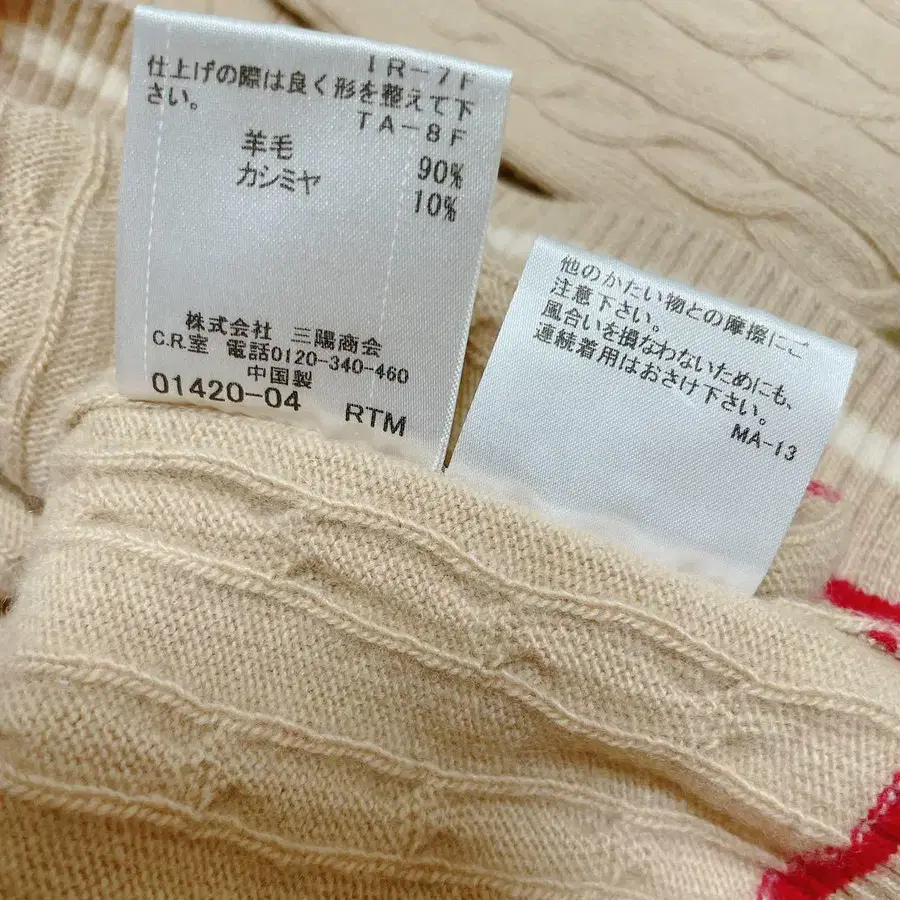 IR-7F
仕上げの際は良く形を整えて下
さい。
TA-8F
羊毛 90%
カシミヤ 10%
株式会社 三陽商会
C.R.室 電話0120-340-460
中国製
01420-04 RTM
他のかたい物との摩擦にご
注意下さい。
風合いを損なわないためにも、
連続着用はおさけ下さい。
MA-13